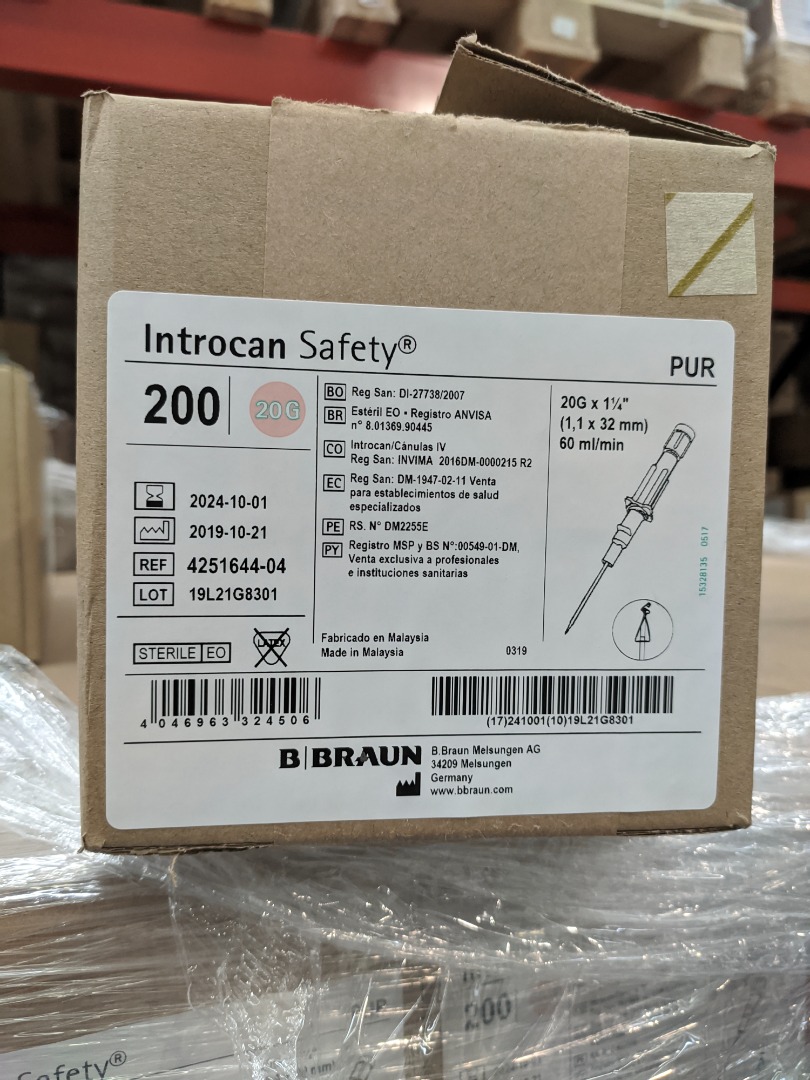 Introcan Safety®
PUR
200
20G
2024-10-01
2019-10-21
REF 4251644-04
LOT 19L21G8301
STERILE EO
LATEX
BO Reg San: DI-27738/2007
BR Estéril EO • Registro ANVISA
n° 8.01369.90445
CO Introcan/Cánulas IV
Reg San: INVIMA 2016DM-0000215 R2
EC Reg San: DM-1947-02-11 Venta
para establecimientos de salud
especializados
PE RS. N° DM2255E
PY Registro MSP y BS N°:00549-01-DM,
Venta exclusiva a profesionales
e instituciones sanitarias
Fabricado en Malaysia
Made in Malaysia
0319
20G x 1¼"
(1,1 x 32 mm)
60 ml/min
15328135 0517
4 046963 324506
(17)241001(10)19L21G8301
B|BRAUN
B.Braun Melsungen AG
34209 Melsungen
Germany
www.bbraun.com
200
Safety®